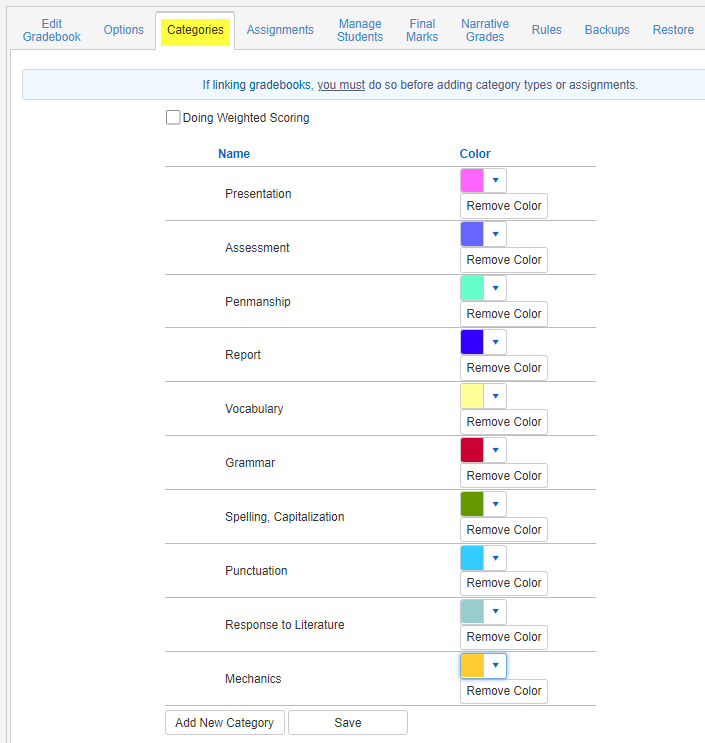 Edit Gradebook
Options
Categories
Assignments
Manage Students
Final Marks
Narrative Grades
Rules
Backups
Restore
If linking gradebooks, you must do so before adding category types or assignments.
Doing Weighted Scoring
Name Color
Presentation
Remove Color
Assessment
Remove Color
Penmanship
Remove Color
Report
Remove Color
Vocabulary
Remove Color
Grammar
Remove Color
Spelling, Capitalization
Remove Color
Punctuation
Remove Color
Response to Literature
Remove Color
Mechanics
Remove Color
Add New Category Save